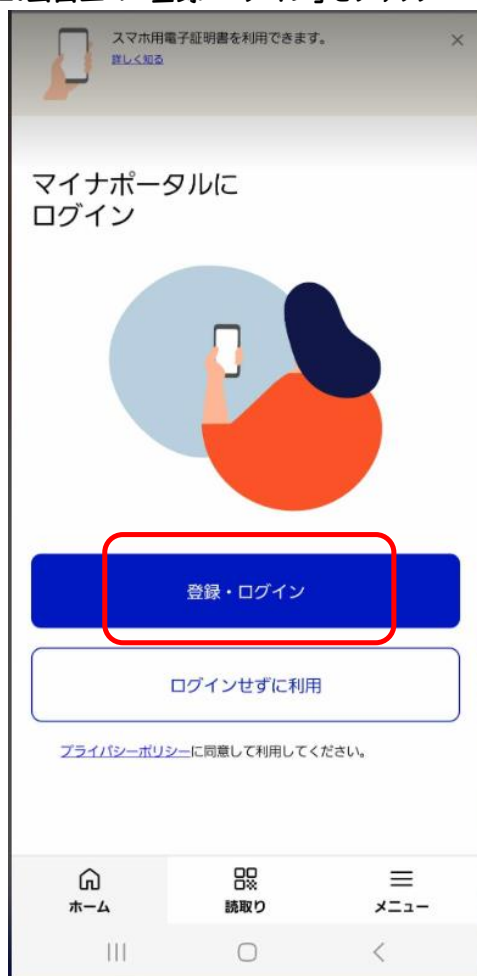 スマホ用電子証明書を利用できます。
詳しく知る
マイナポータルに
ログイン
登録・ログイン
ログインせずに利用
プライバシーポリシーに同意して利用してください。
ホーム
読取り
メニュー